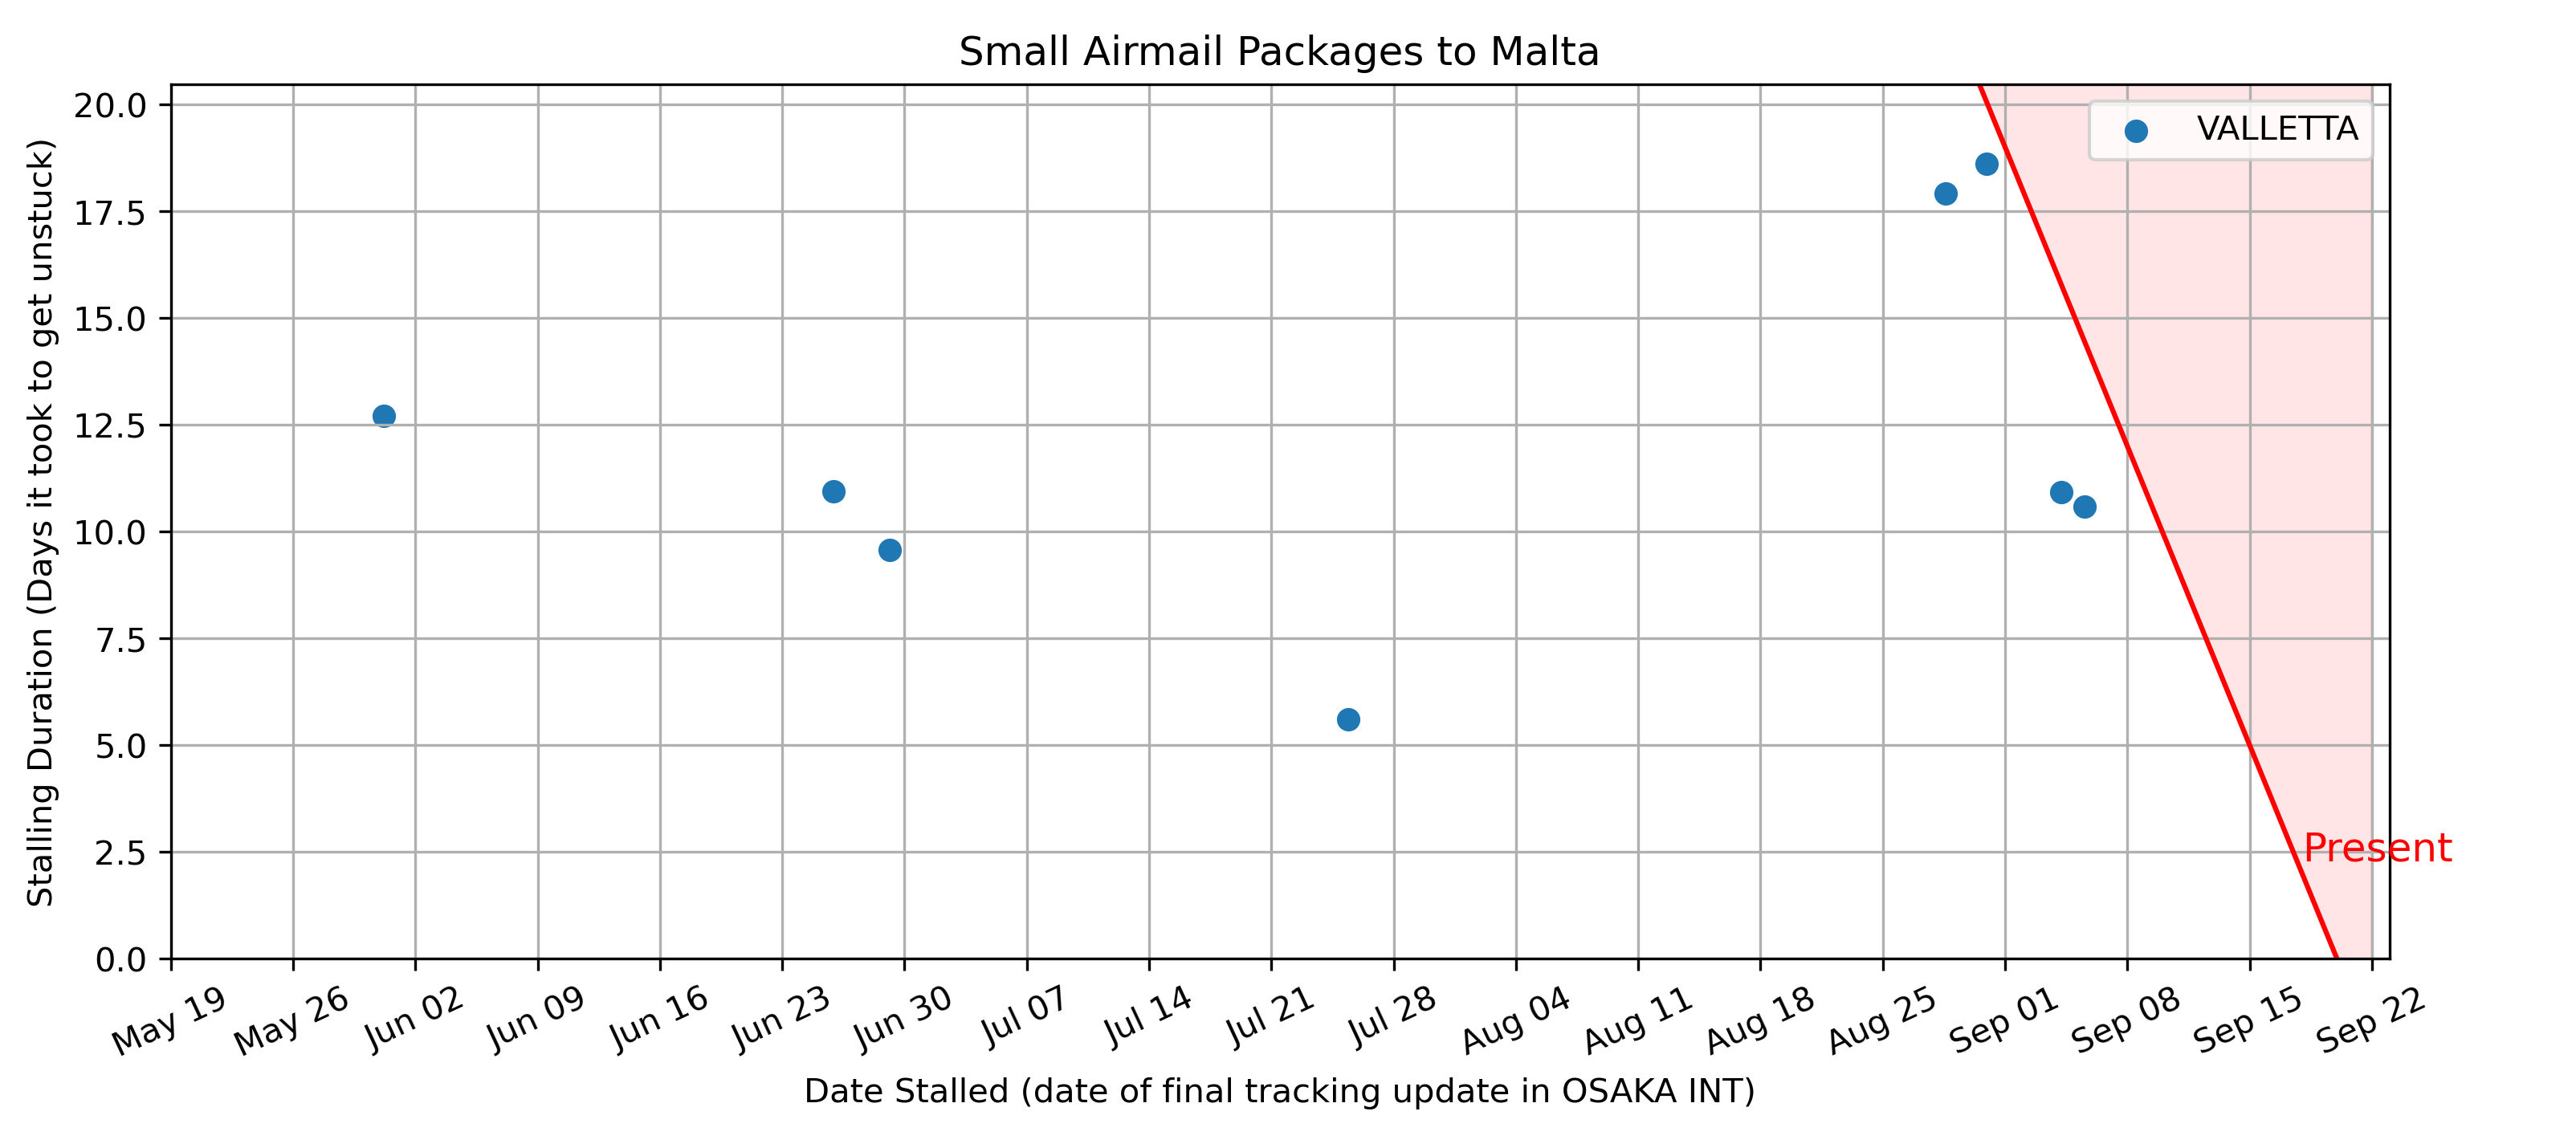 Small Airmail Packages to Malta
VALLETTA
Stalling Duration (Days it took to get unstuck)
20.0
17.5
15.0
12.5
10.0
7.5
5.0
2.5
0.0
Present
May 19
May 26
Jun 02
Jun 09
Jun 16
Jun 23
Jun 30
Jul 07
Jul 14
Jul 21
Jul 28
Aug 04
Aug 11
Aug 18
Aug 25
Sep 01
Sep 08
Sep 15
Sep 22
Date Stalled (date of final tracking update in OSAKA INT)